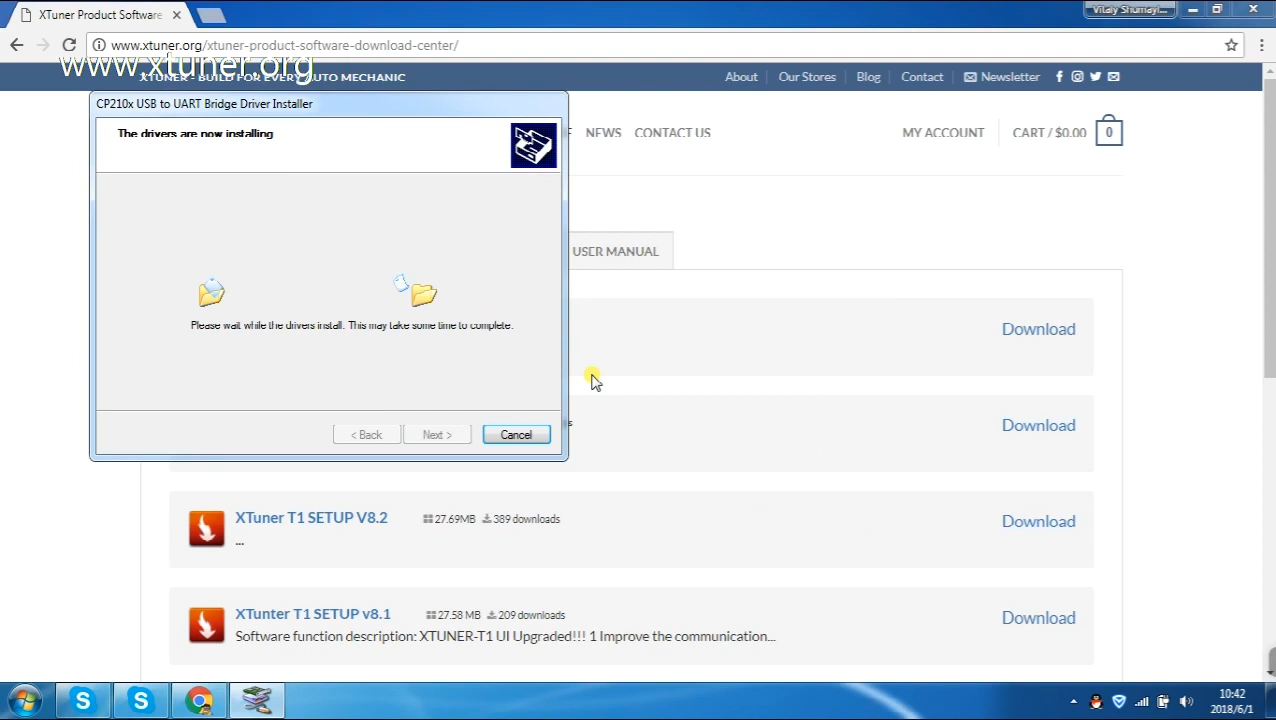 XTuner Product Software
Vitaly Shumayl...
www.xtuner.org/xtuner-product-software-download-center/
www.xtuner.org
XTUNER - BUILD FOR EVERY AUTO MECHANIC
About
Our Stores
Blog
Contact
Newsletter
CP210x USB to UART Bridge Driver Installer
The drivers are now installing
NEWS
CONTACT US
MY ACCOUNT
CART / $0.00
0
USER MANUAL
Please wait while the drivers install. This may take some time to complete.
Download
< Back
Next >
Cancel
Download
XTuner T1 SETUP V8.2
27.69MB
389 downloads
...
Download
XTunter T1 SETUP v8.1
27.58 MB
209 downloads
Software function description: XTUNER-T1 UI Upgraded!!! 1 Improve the communication...
Download
10:42
2018/6/1